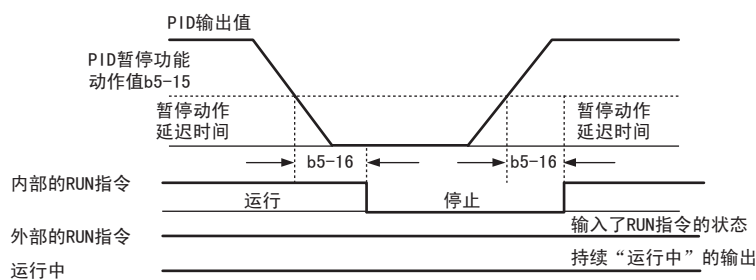 PID输出值
PID暂停功能
动作值b5-15
暂停动作
延迟时间
暂停动作
延迟时间
b5-16
b5-16
内部的RUN指令
运行
停止
输入了RUN指令的状态
外部的RUN指令
持续“运行中”的输出
运行中